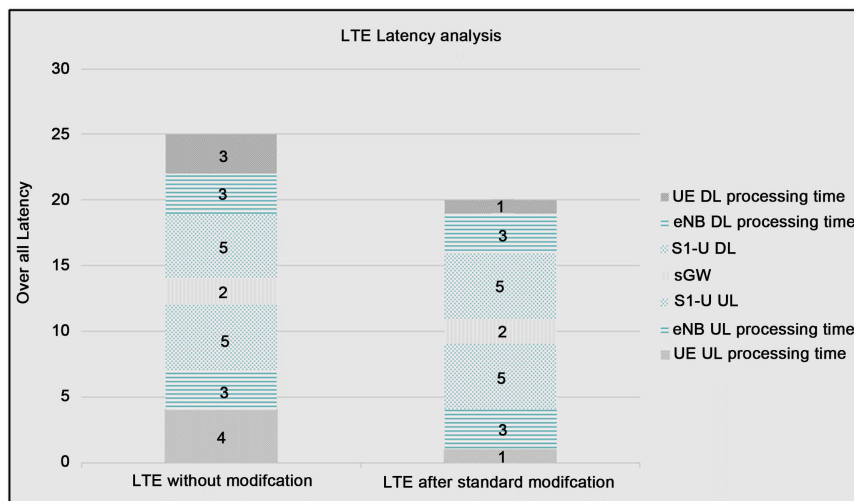 LTE Latency analysis
Over all Latency
30
25
20
15
10
5
0
3
3
5
2
5
3
4
1
3
5
2
5
3
1
LTE without modifcation
LTE after standard modifcation
UE DL processing time
eNB DL processing time
S1-U DL
sGW
S1-U UL
eNB UL processing time
UE UL processing time